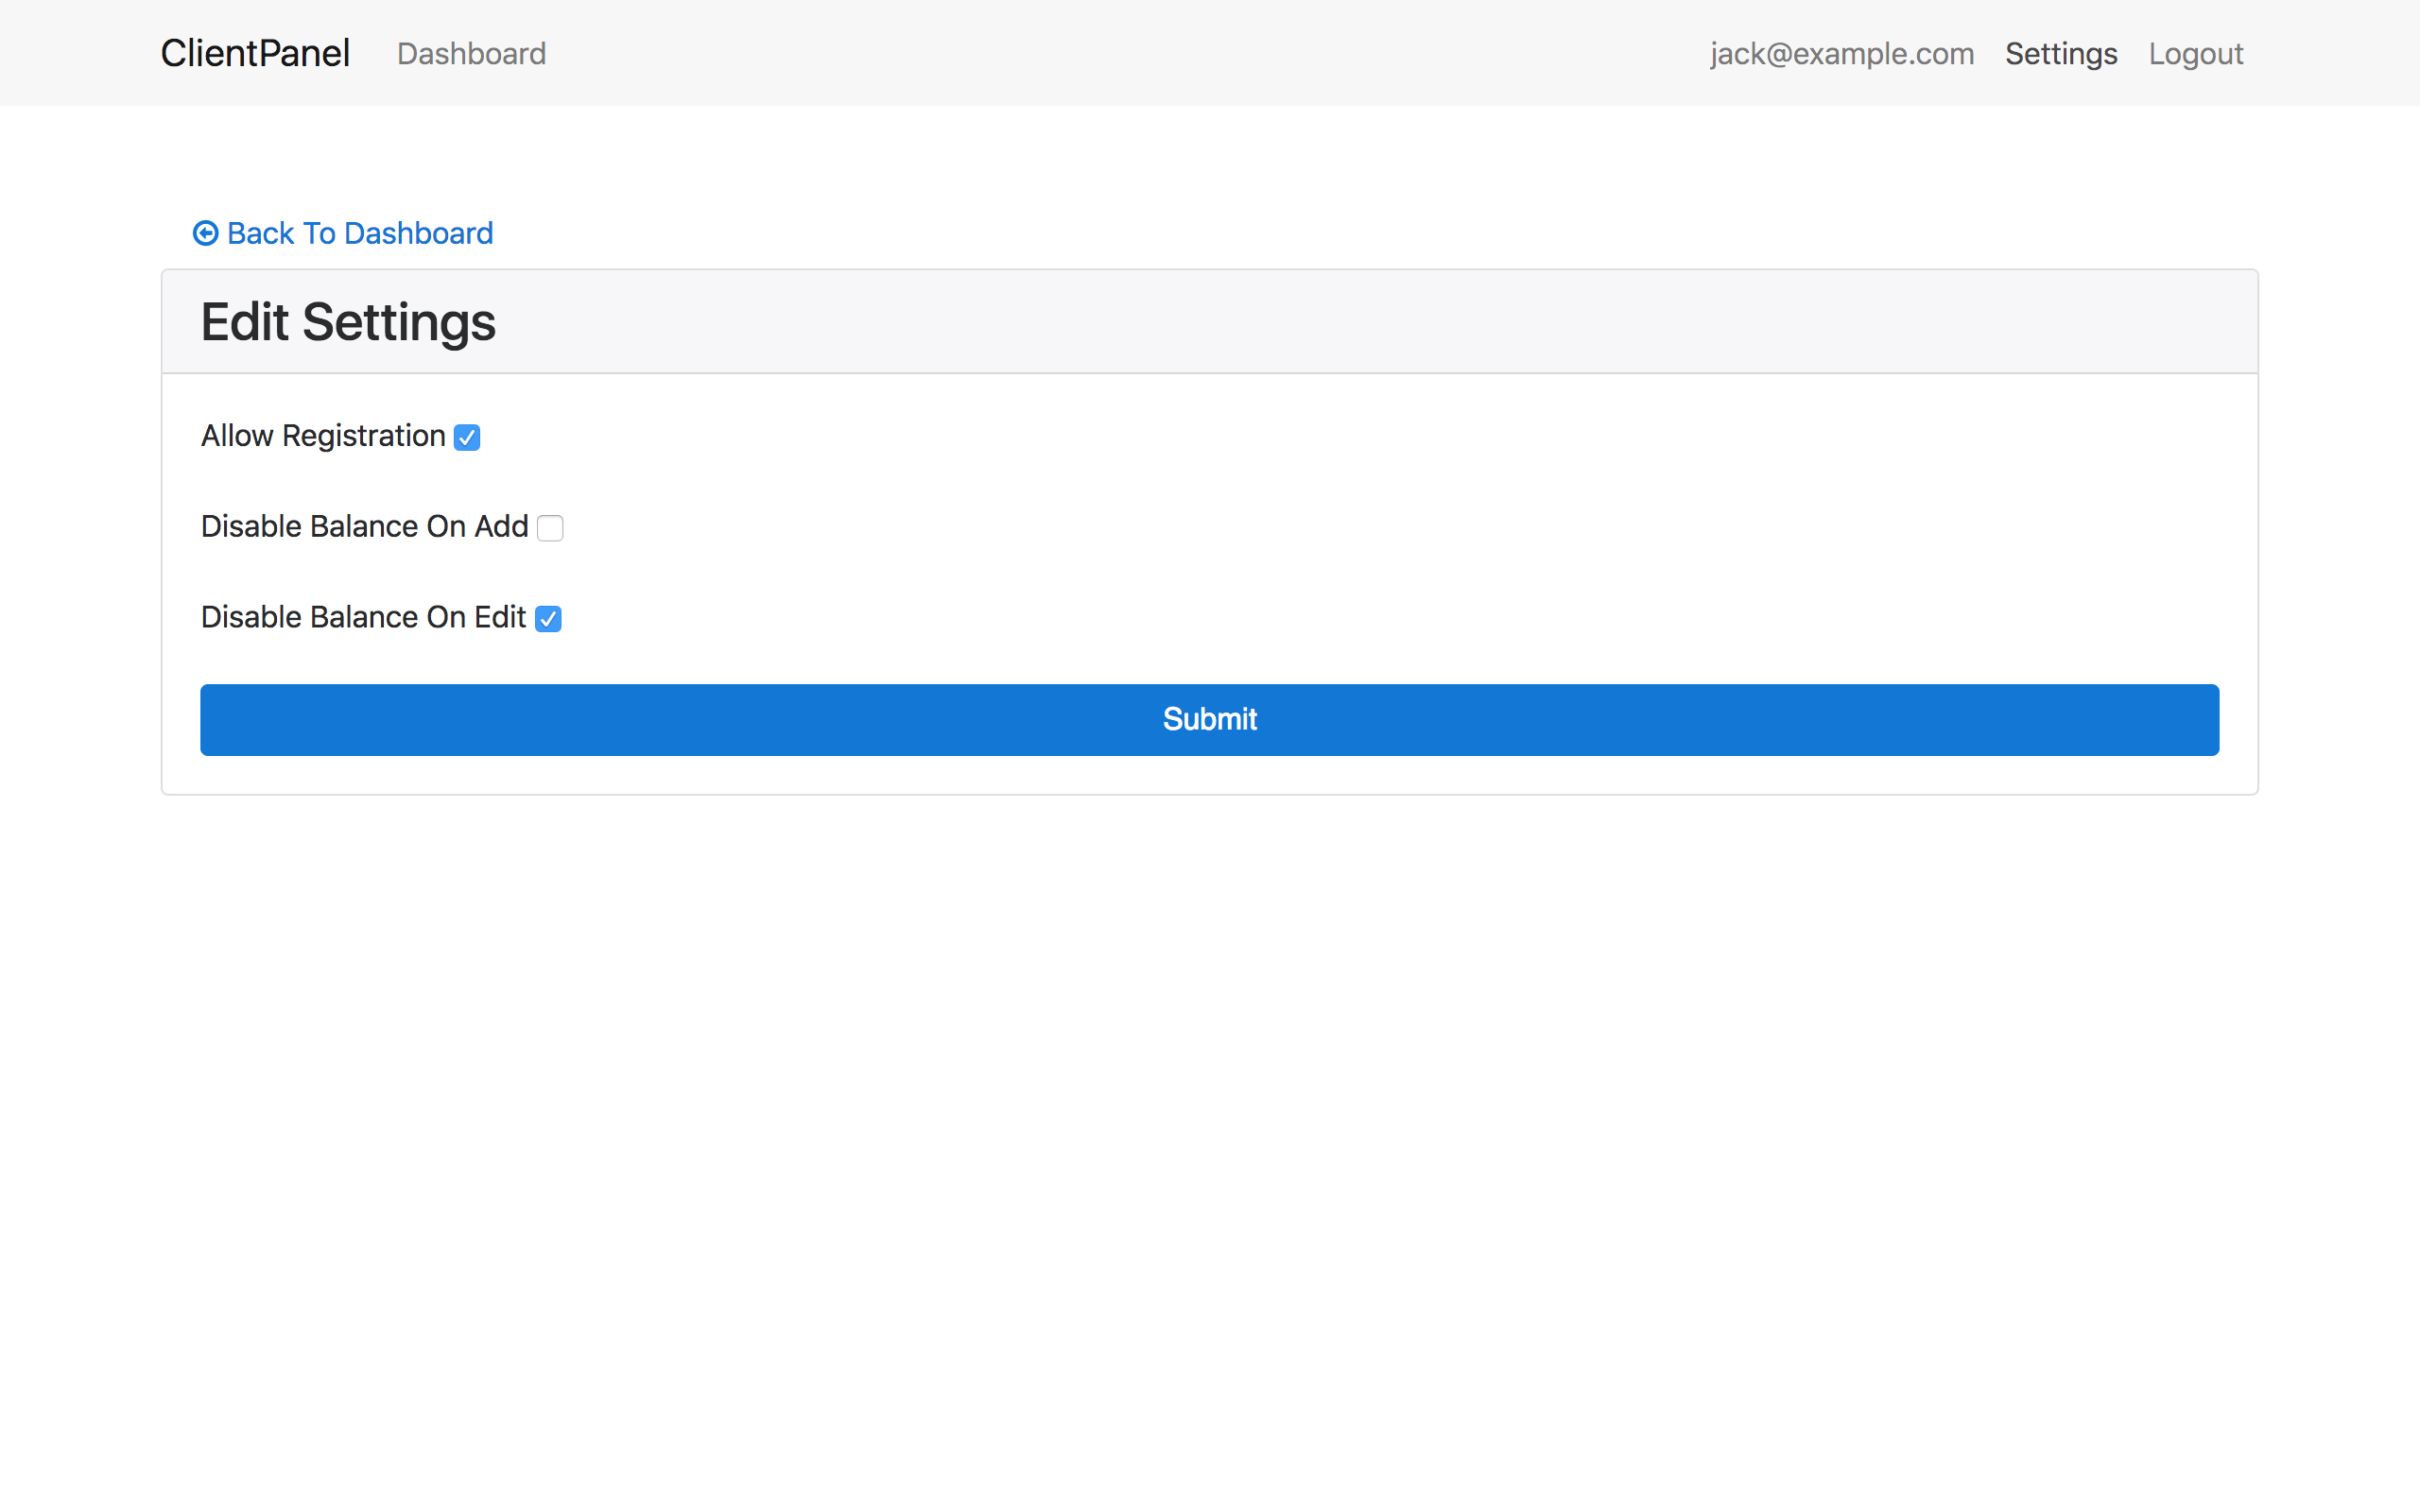 ClientPanel Dashboard jack@example.com Settings Logout
Back To Dashboard
Edit Settings
Allow Registration
Disable Balance On Add
Disable Balance On Edit
Submit